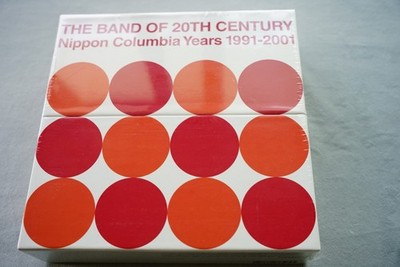 THE BAND OF 20TH CENTURY
Nippon Columbia Years 1991-2001